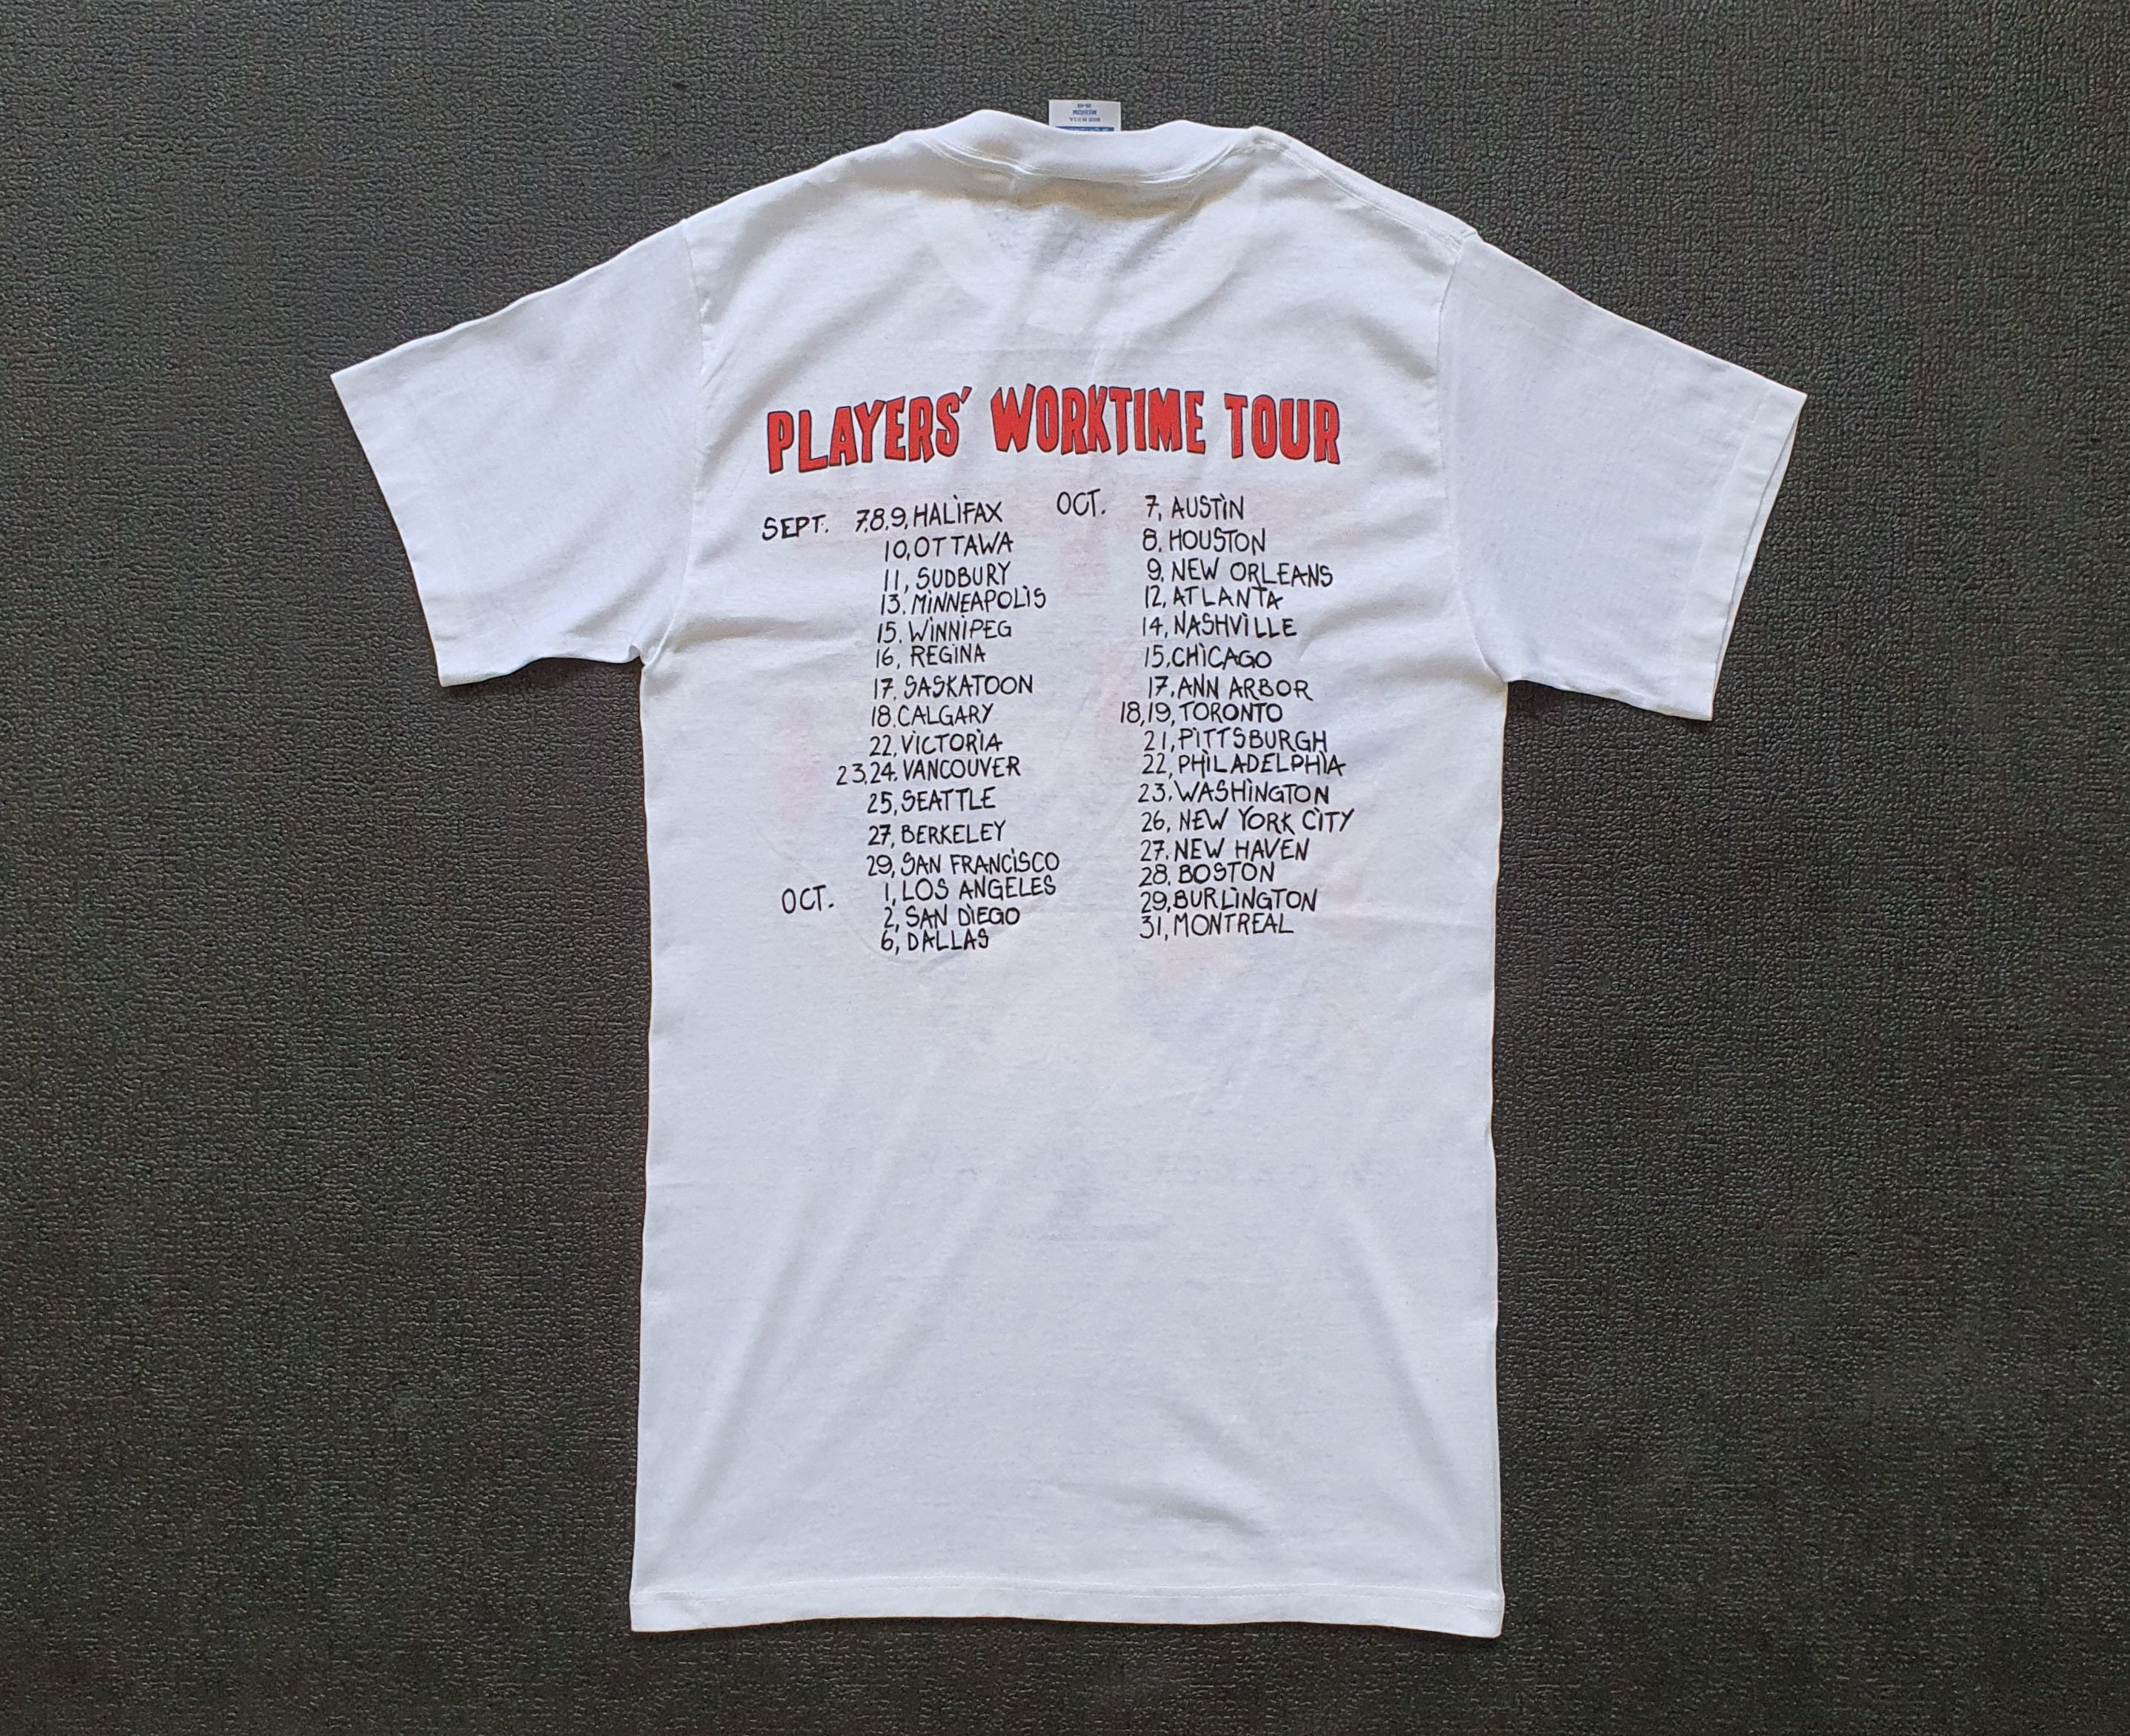 PLAYERS' WORKTIME TOUR
SEPT. 7,8,9, HALIFAX
10, OTTAWA
11, SUDBURY
13. MINNEAPOLIS
15. WINNIPEG
16, REGINA
17, SASKATOON
18. CALGARY
22, VICTORIA
23,24, VANCOUVER
25, SEATTLE
27, BERKELEY
29, SAN FRANCISCO
OCT. 1, LOS ANGELES
2, SAN DIEGO
6, DALLAS
OCT. 7, AUSTIN
8. HOUSTON
9, NEW ORLEANS
12, ATLANTA
14, NASHVILLE
15, CHICAGO
17, ANN ARBOR
18,19, TORONTO
21, PITTSBURGH
22, PHILADELPHIA
23, WASHINGTON
26, NEW YORK CITY
27, NEW HAVEN
28, BOSTON
29, BURLINGTON
31, MONTREAL
MADE IN U.S.A.
MEDIUM